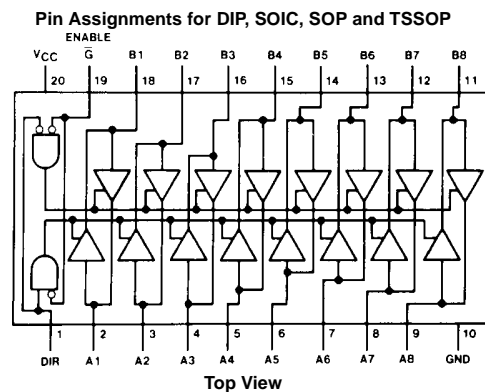 Pin Assignments for DIP, SOIC, SOP and TSSOP
ENABLE
VCC G B1 B2 B3 B4 B5 B6 B7 B8
20 19 18 17 16 15 14 13 12 11
1 2 3 4 5 6 7 8 9 10
DIR A1 A2 A3 A4 A5 A6 A7 A8 GND
Top View